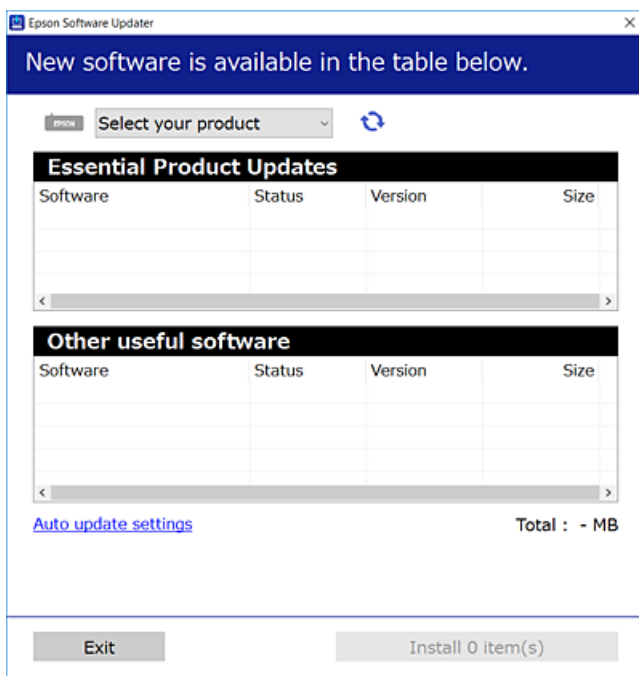 Epson Software Updater
New software is available in the table below.
EPSON Select your product
Essential Product Updates
Software Status Version Size
Other useful software
Software Status Version Size
Auto update settings Total : - MB
Exit Install 0 item(s)